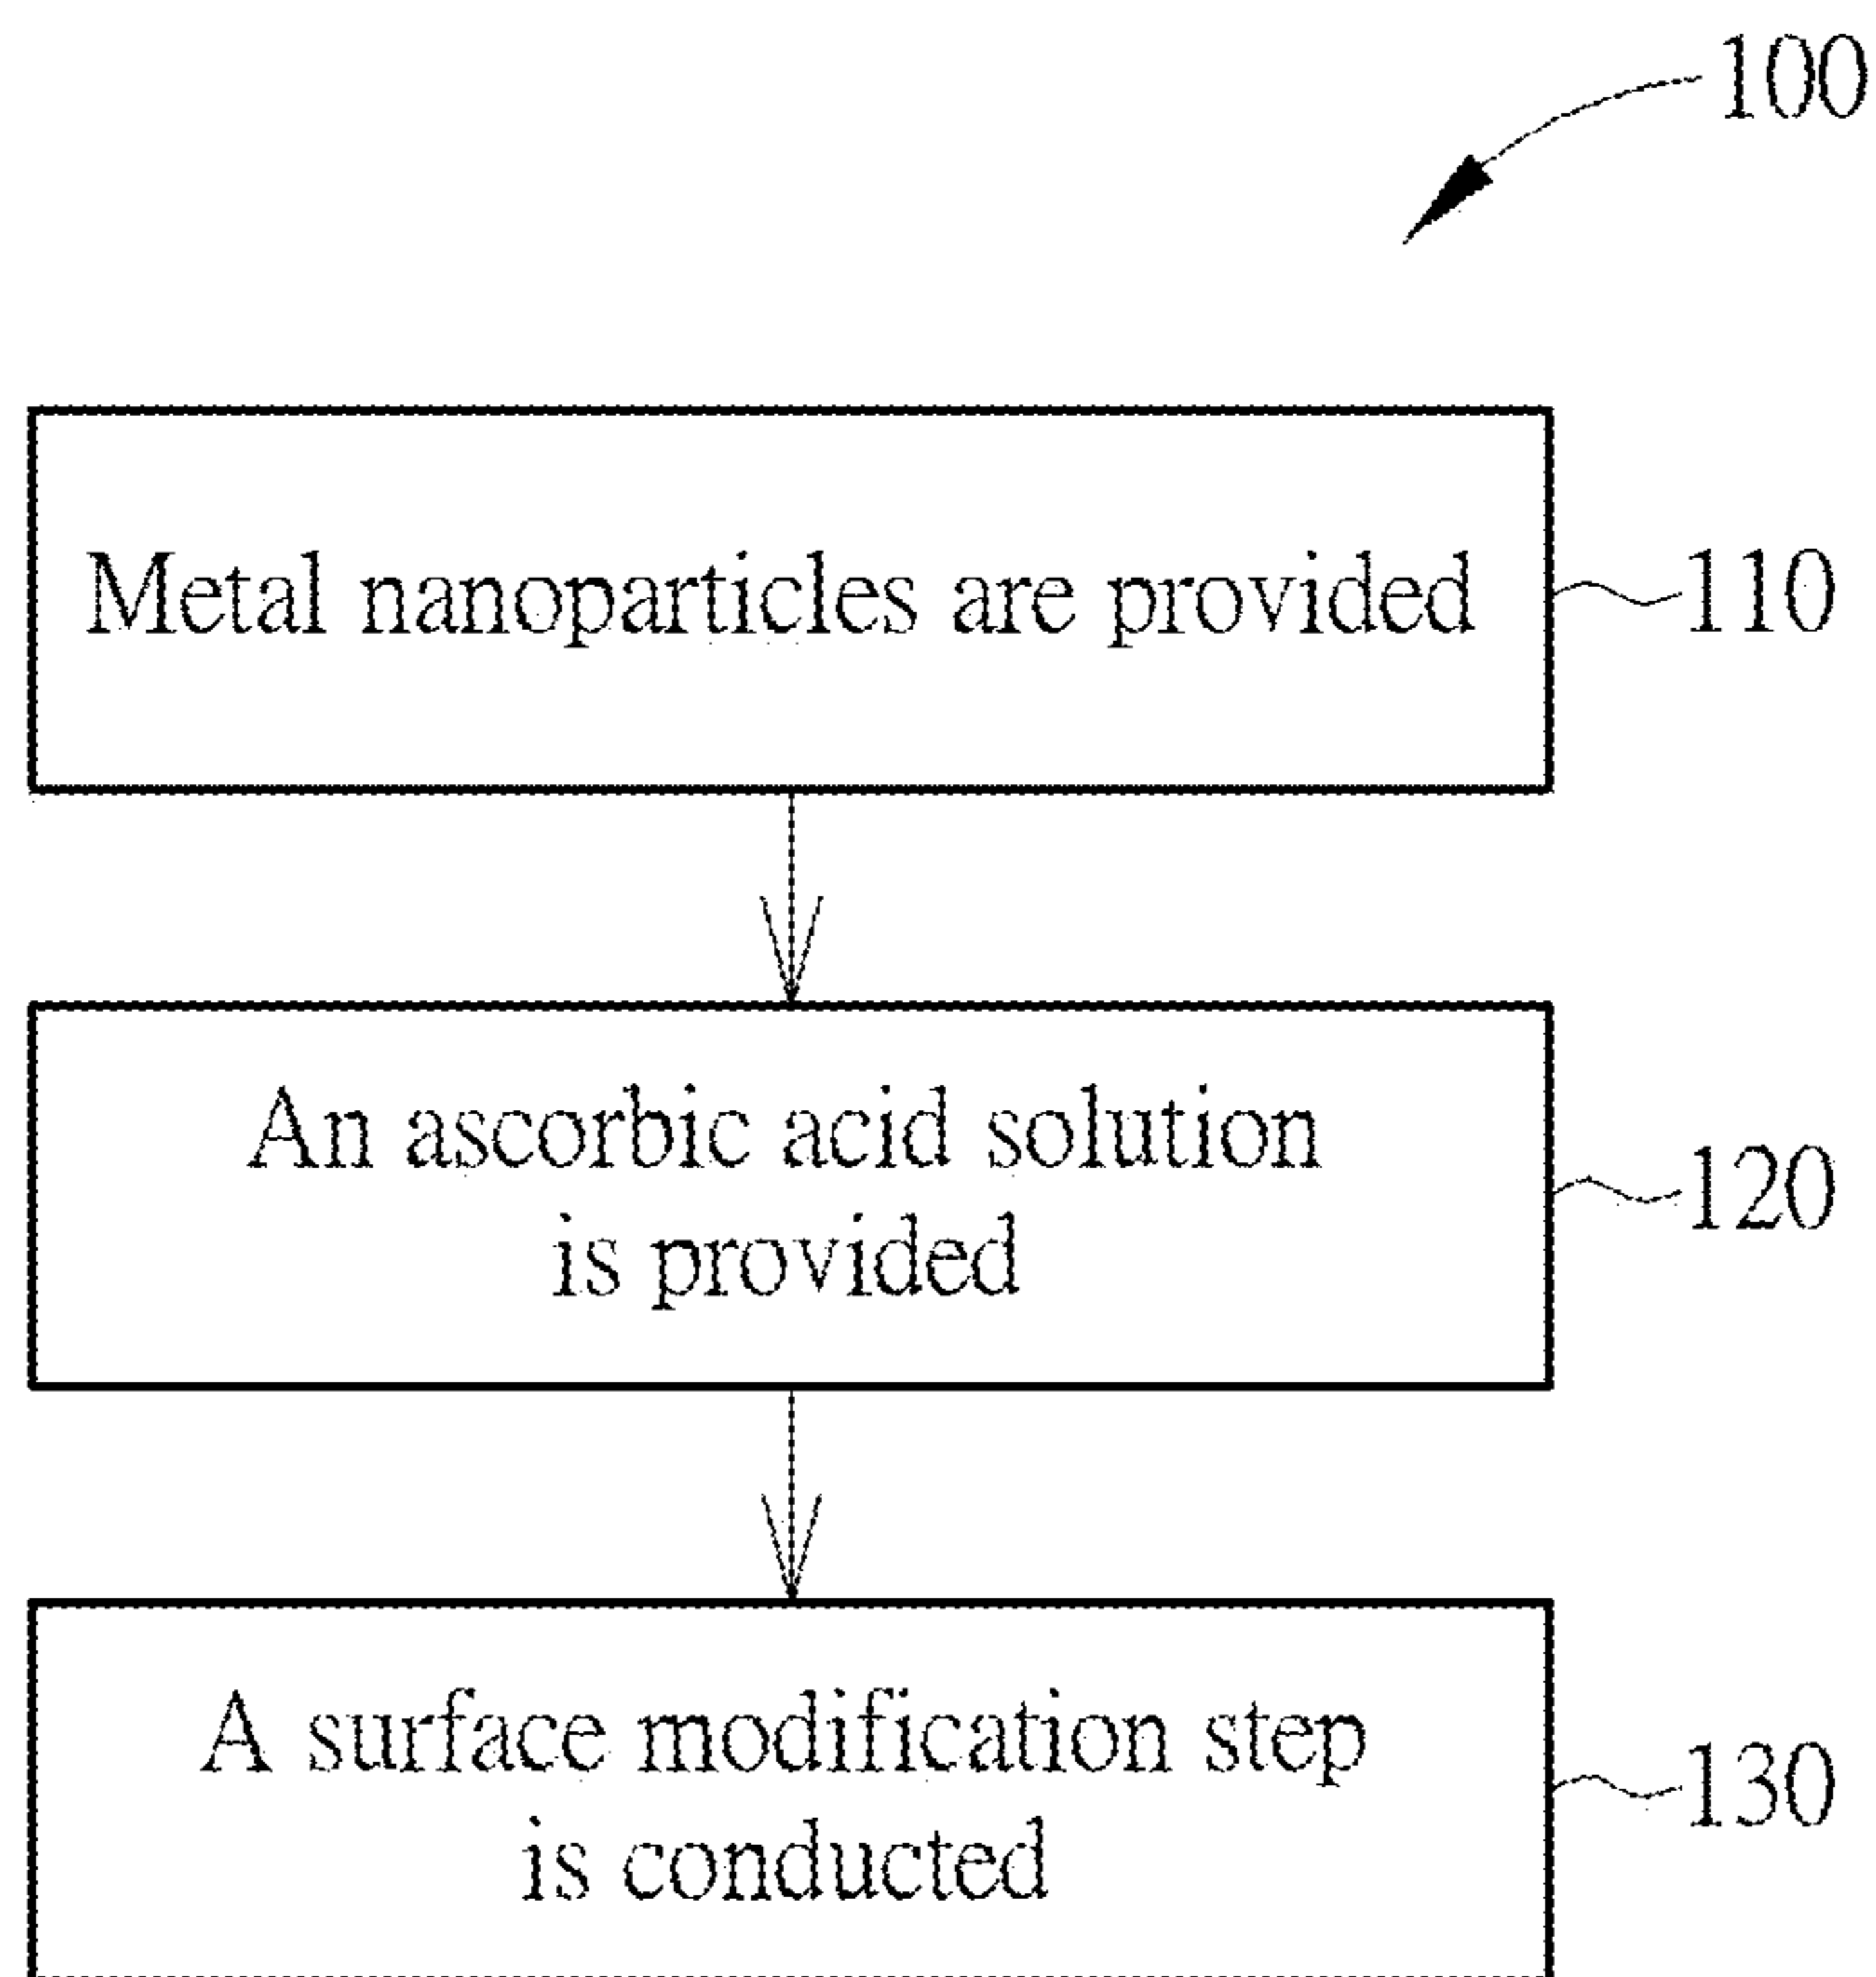 100
Metal nanoparticles are provided
110
An ascorbic acid solution
is provided
120
A surface modification step
is conducted
130